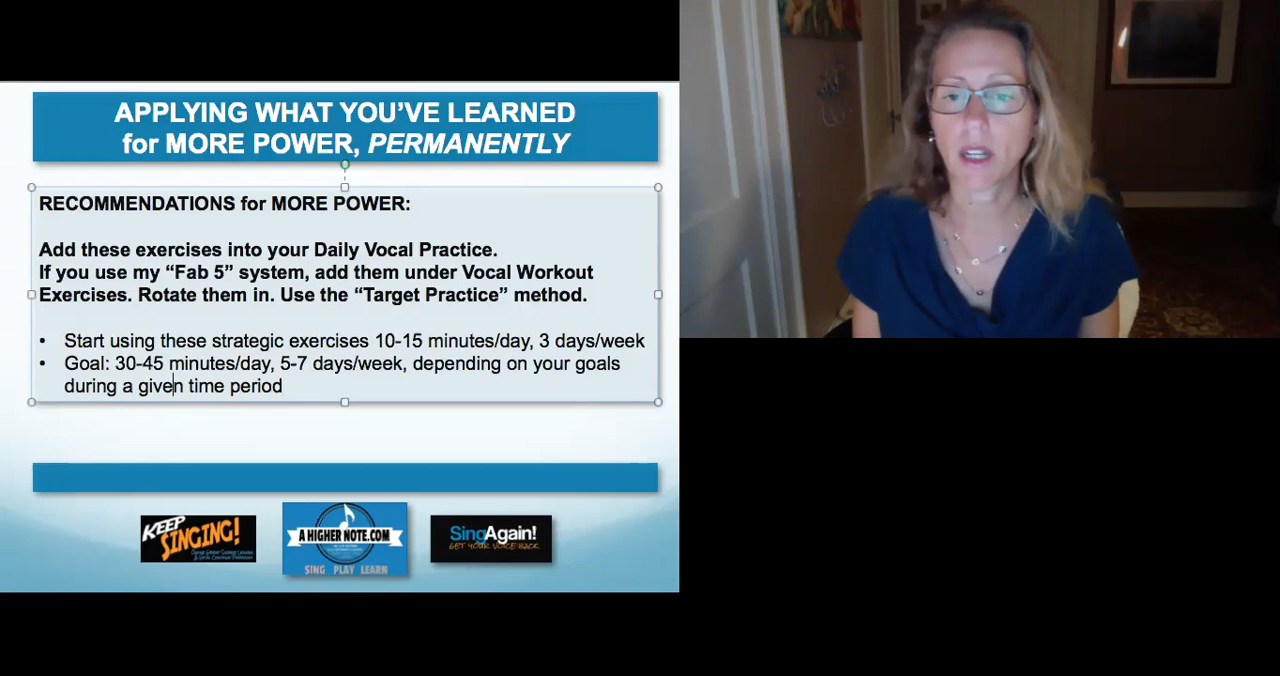 APPLYING WHAT YOU'VE LEARNED
for MORE POWER, PERMANENTLY
RECOMMENDATIONS for MORE POWER:
Add these exercises into your Daily Vocal Practice.
If you use my “Fab 5” system, add them under Vocal Workout
Exercises. Rotate them in. Use the “Target Practice” method.
• Start using these strategic exercises 10-15 minutes/day, 3 days/week
• Goal: 30-45 minutes/day, 5-7 days/week, depending on your goals
during a given time period
KEEP
SINGING!
A HIGHER NOTE.COM
SING PLAY LEARN
SingAgain!
GET YOUR VOICE BACK